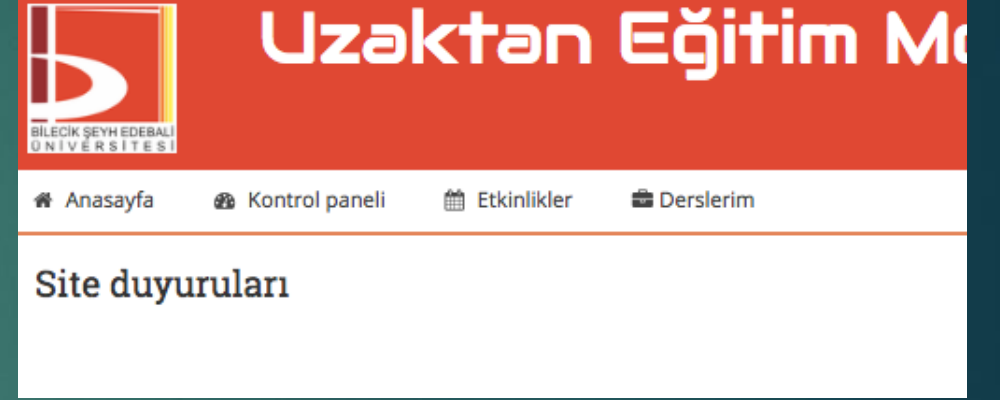 Uzaktan Eğitim
BİLECİK ŞEYH EDEBALİ
ÜNİVERSİTESİ
Anasayfa Kontrol paneli Etkinlikler Derslerim
Site duyuruları